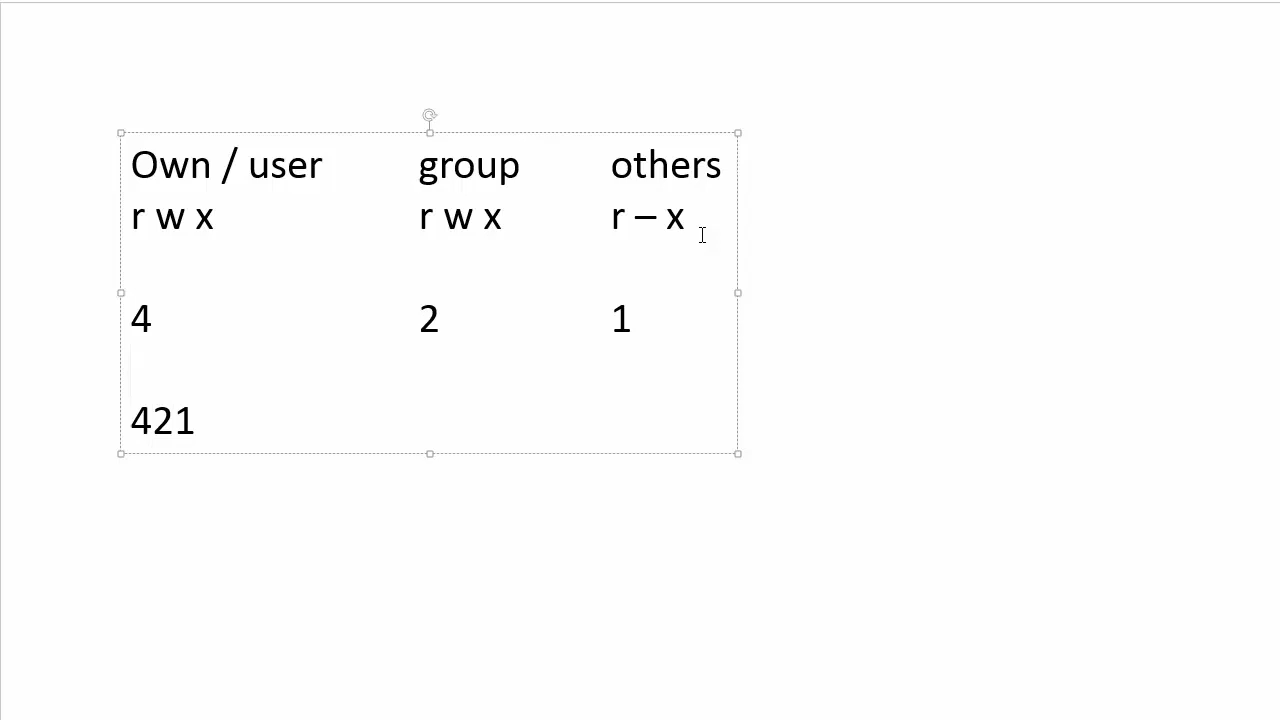 Own / user group others
r w x r w x r – x
4 2 1
421